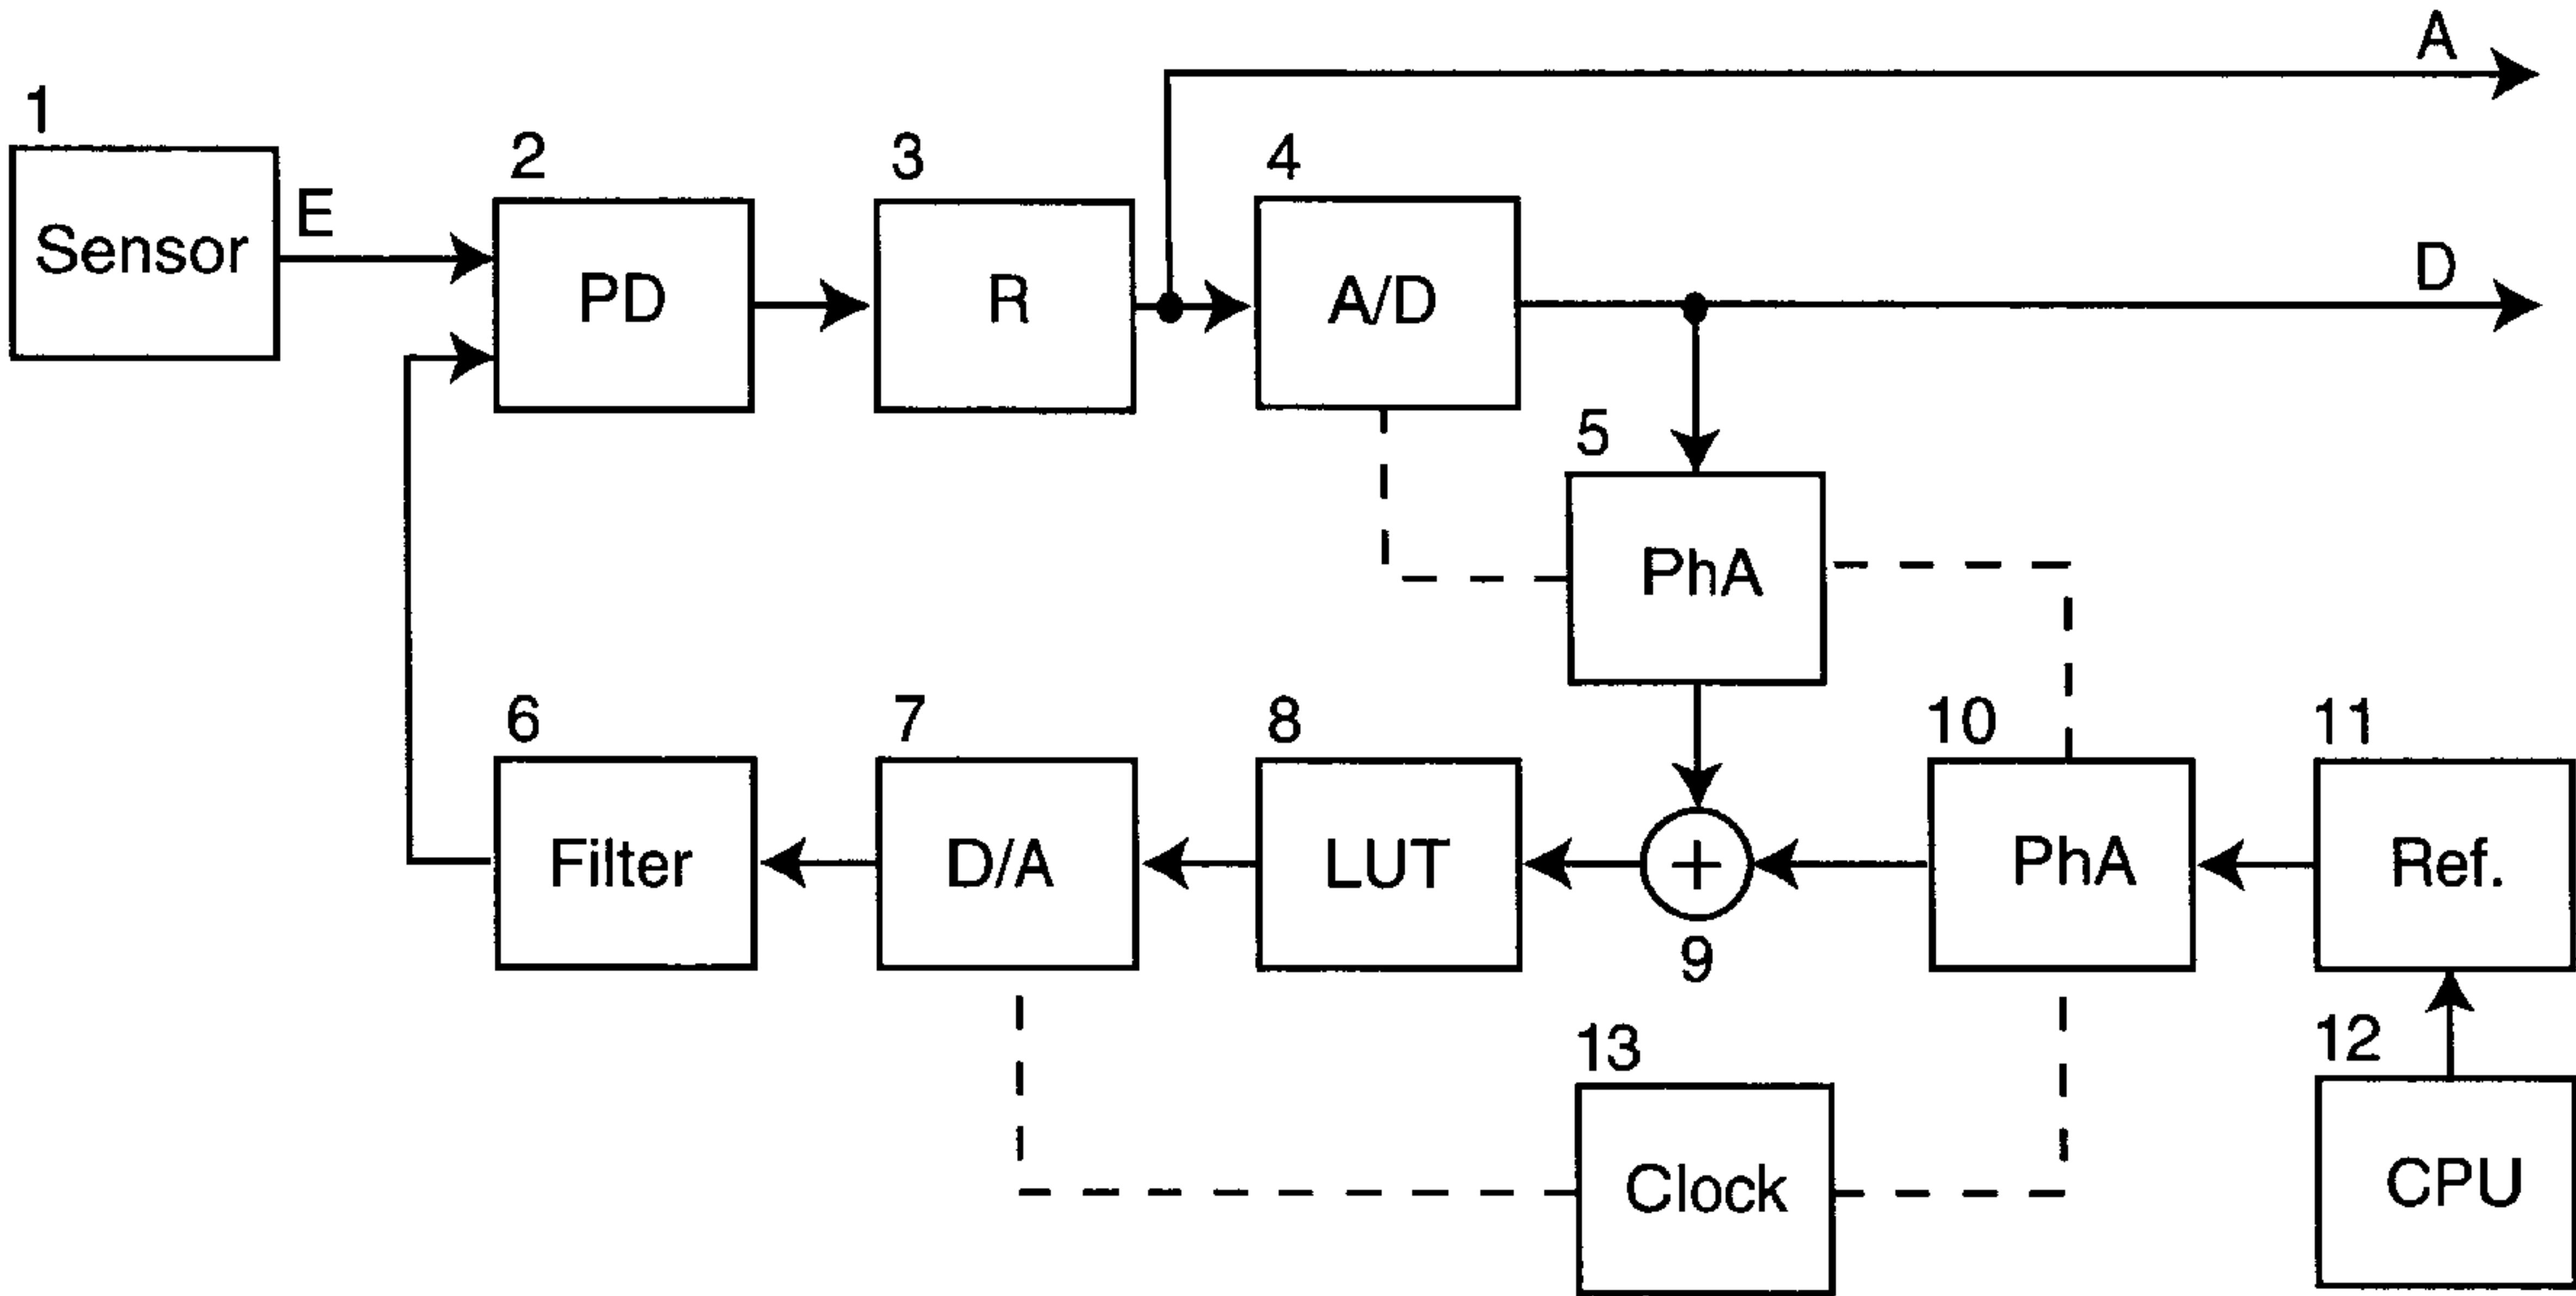 A
1
2
3
4
Sensor
E
PD
R
A/D
D
5
PhA
6
7
8
10
11
Filter
D/A
LUT
+
PhA
Ref.
9
13
12
Clock
CPU